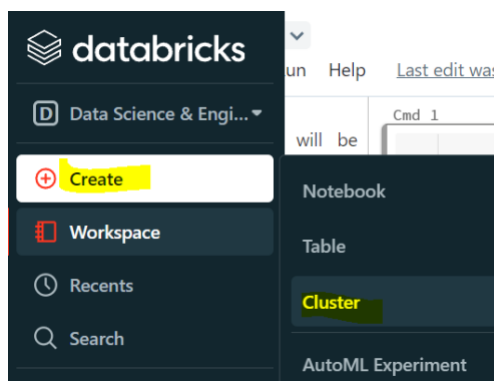 databricks
un Help Last edit was
D Data Science & Engi...
Cmd 1
will be
Create
Notebook
Workspace
Table
Recents
Cluster
Search
AutoML Experiment